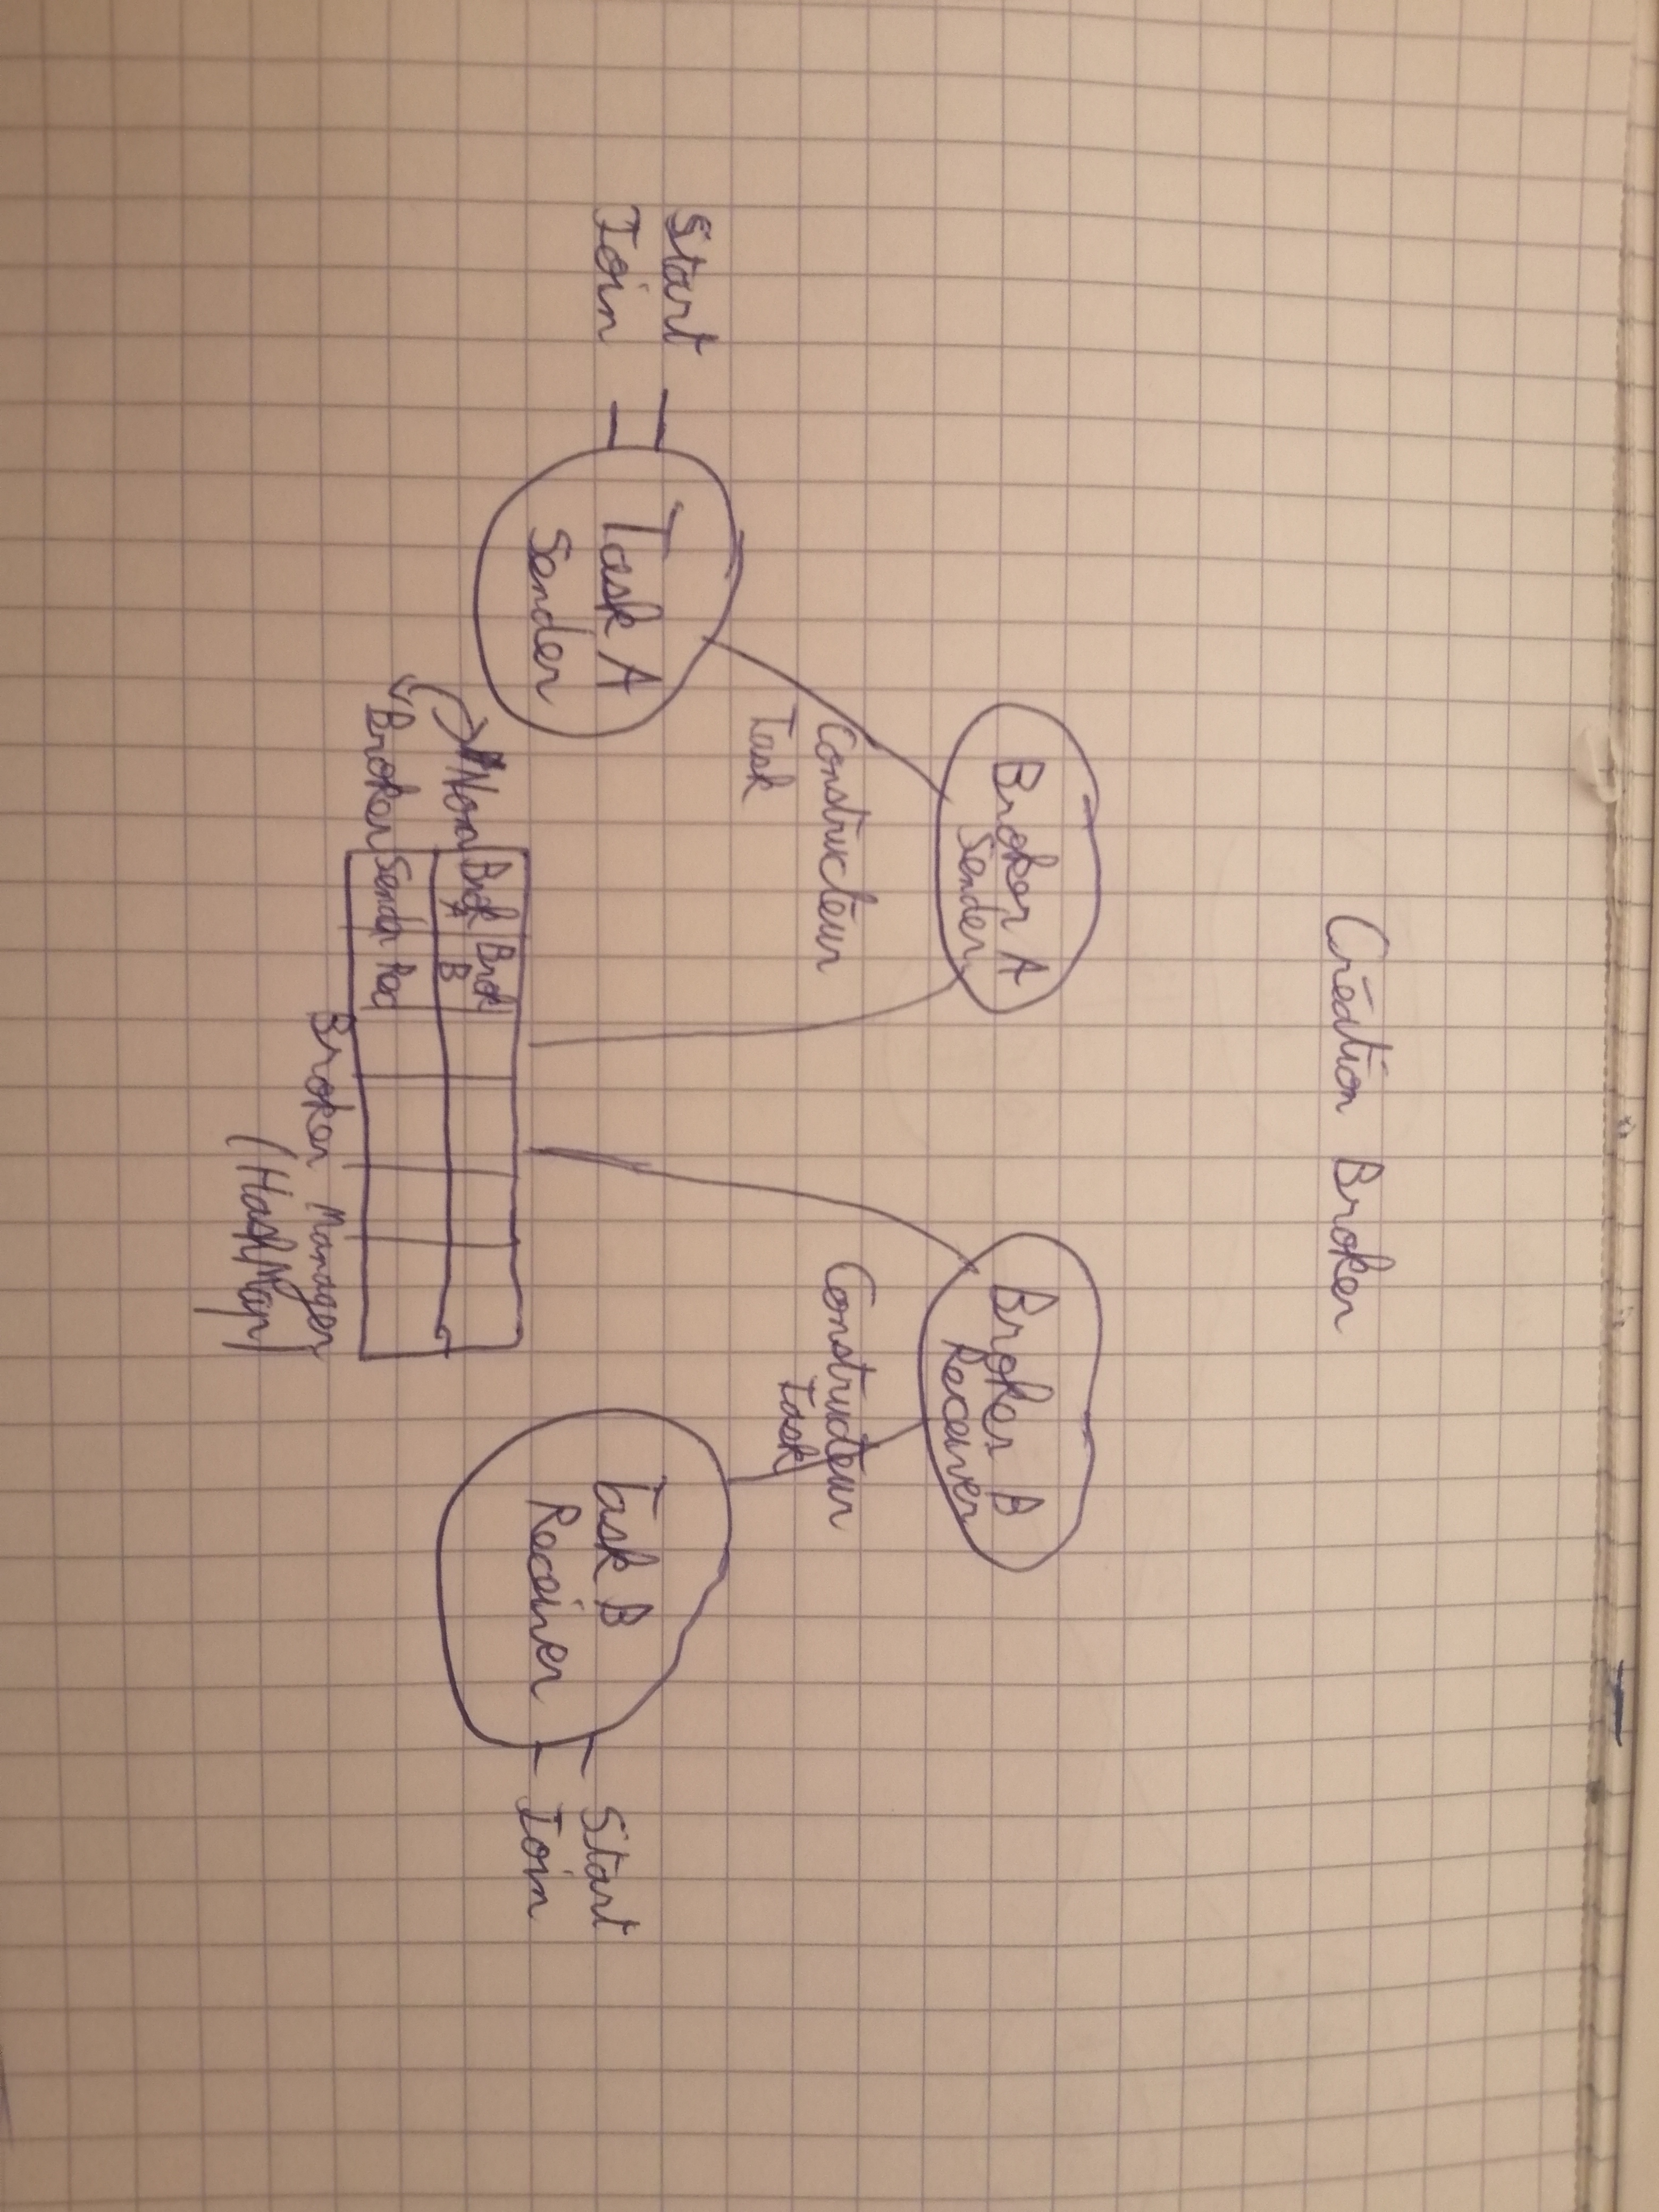 Création Broker
Broker A
Sender
Broker B
Receiver
Constructeur
Task
Constructeur
Task
Start
Join
Task A
Sender
Task B
Receiver
Start
Join
Nom
Brok
A
Brok
B
Broker
Sender
Rec
Broker Manager
(HashMap)